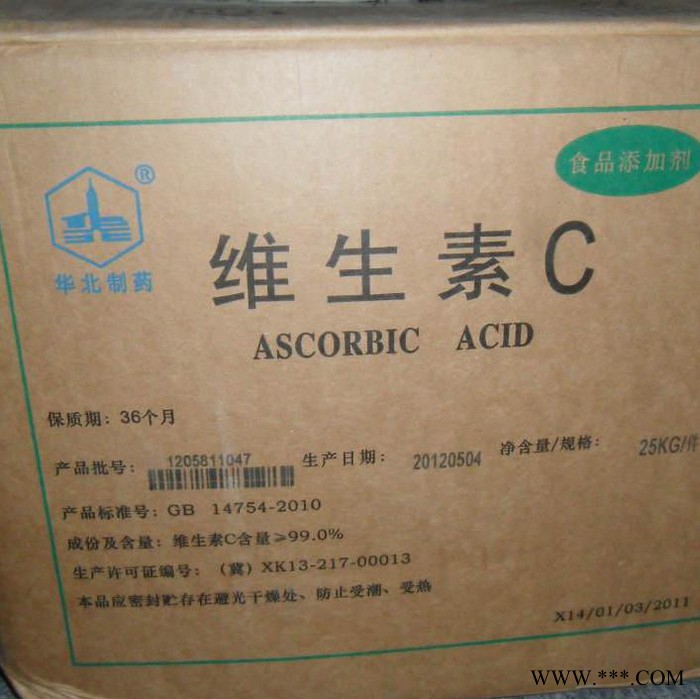 食品添加剂
®
华北制药
维生素C
ASCORBIC ACID
保质期：36个月
产品批号：1205811047 生产日期：20120504 净含量/规格：25KG/件
产品标准号：GB 14754-2010
成份及含量：维生素C含量≥99.0%
生产许可证编号：（冀）XK13-217-00013
本品应密封贮存在避光干燥处、防止受潮、受热
X14/01/03/2011
WWW.***.COM